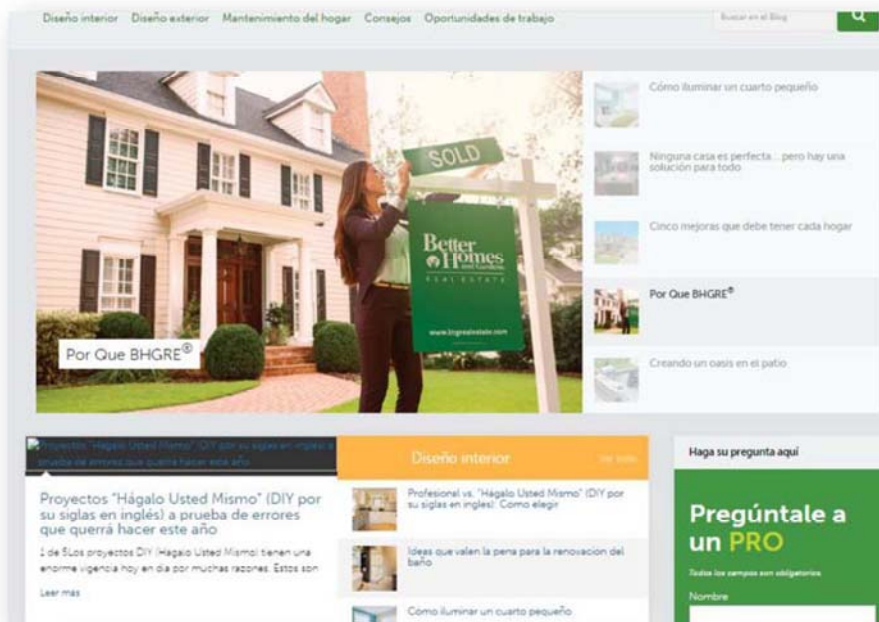 Diseño interior Diseño exterior Mantenimiento del hogar Consejos Oportunidades de trabajo
Buscar en el Blog
SOLD
Better
Homes
and Gardens
REAL ESTATE
www.bhgrealestate.com
Por Que BHGRE®
Cómo iluminar un cuarto pequeño
Ninguna casa es perfecta... pero hay una
solución para todo
Cinco mejoras que debe tener cada hogar
Por Que BHGRE®
Creando un oasis en el patio
Proyectos "Hágalo Usted Mismo" (DIY por su siglas en inglés) a
prueba de errores que querrá hacer este año
Proyectos "Hágalo Usted Mismo" (DIY por
su siglas en inglés) a prueba de errores
que querrá hacer este año
1 de 5Los proyectos DIY (Hagalo Usted Mismo) tienen una
enorme vigencia hoy en dia por muchas razones. Estos son
Leer más
Diseño interior
Ver todo
Profesional vs. "Hágalo Usted Mismo" (DIY por
su siglas en ingles): Como elegir
Ideas que valen la pena para la renovacion del
baño
Cómo iluminar un cuarto pequeño
Haga su pregunta aquí
Pregúntale a
un PRO
Todos los campos son obligatorios
Nombre